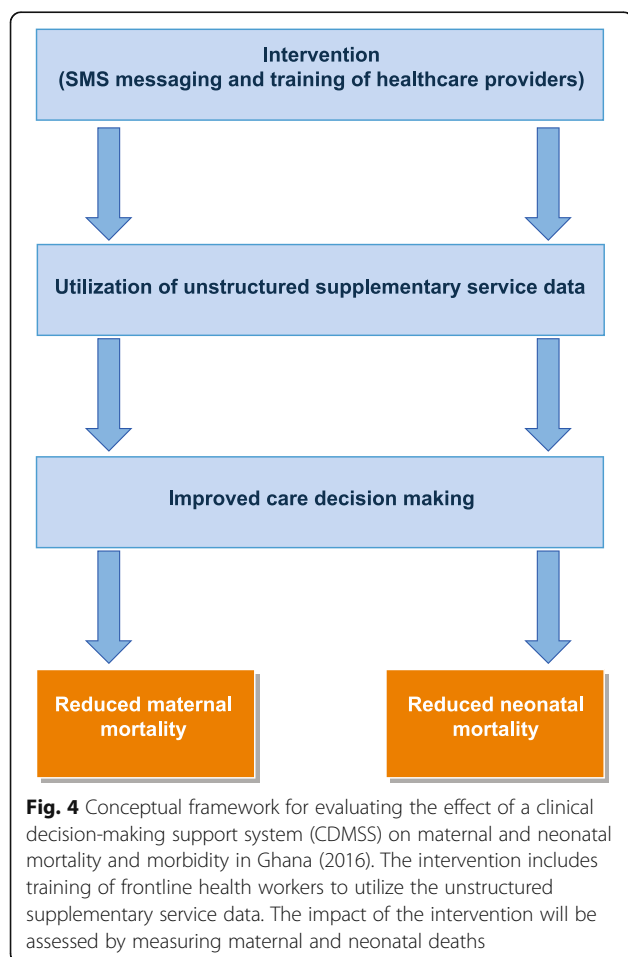 Intervention
(SMS messaging and training of healthcare providers)
Utilization of unstructured supplementary service data
Improved care decision making
Reduced maternal
mortality
Reduced neonatal
mortality
Fig. 4 Conceptual framework for evaluating the effect of a clinical
decision-making support system (CDMSS) on maternal and neonatal
mortality and morbidity in Ghana (2016). The intervention includes
training of frontline health workers to utilize the unstructured
supplementary service data. The impact of the intervention will be
assessed by measuring maternal and neonatal deaths